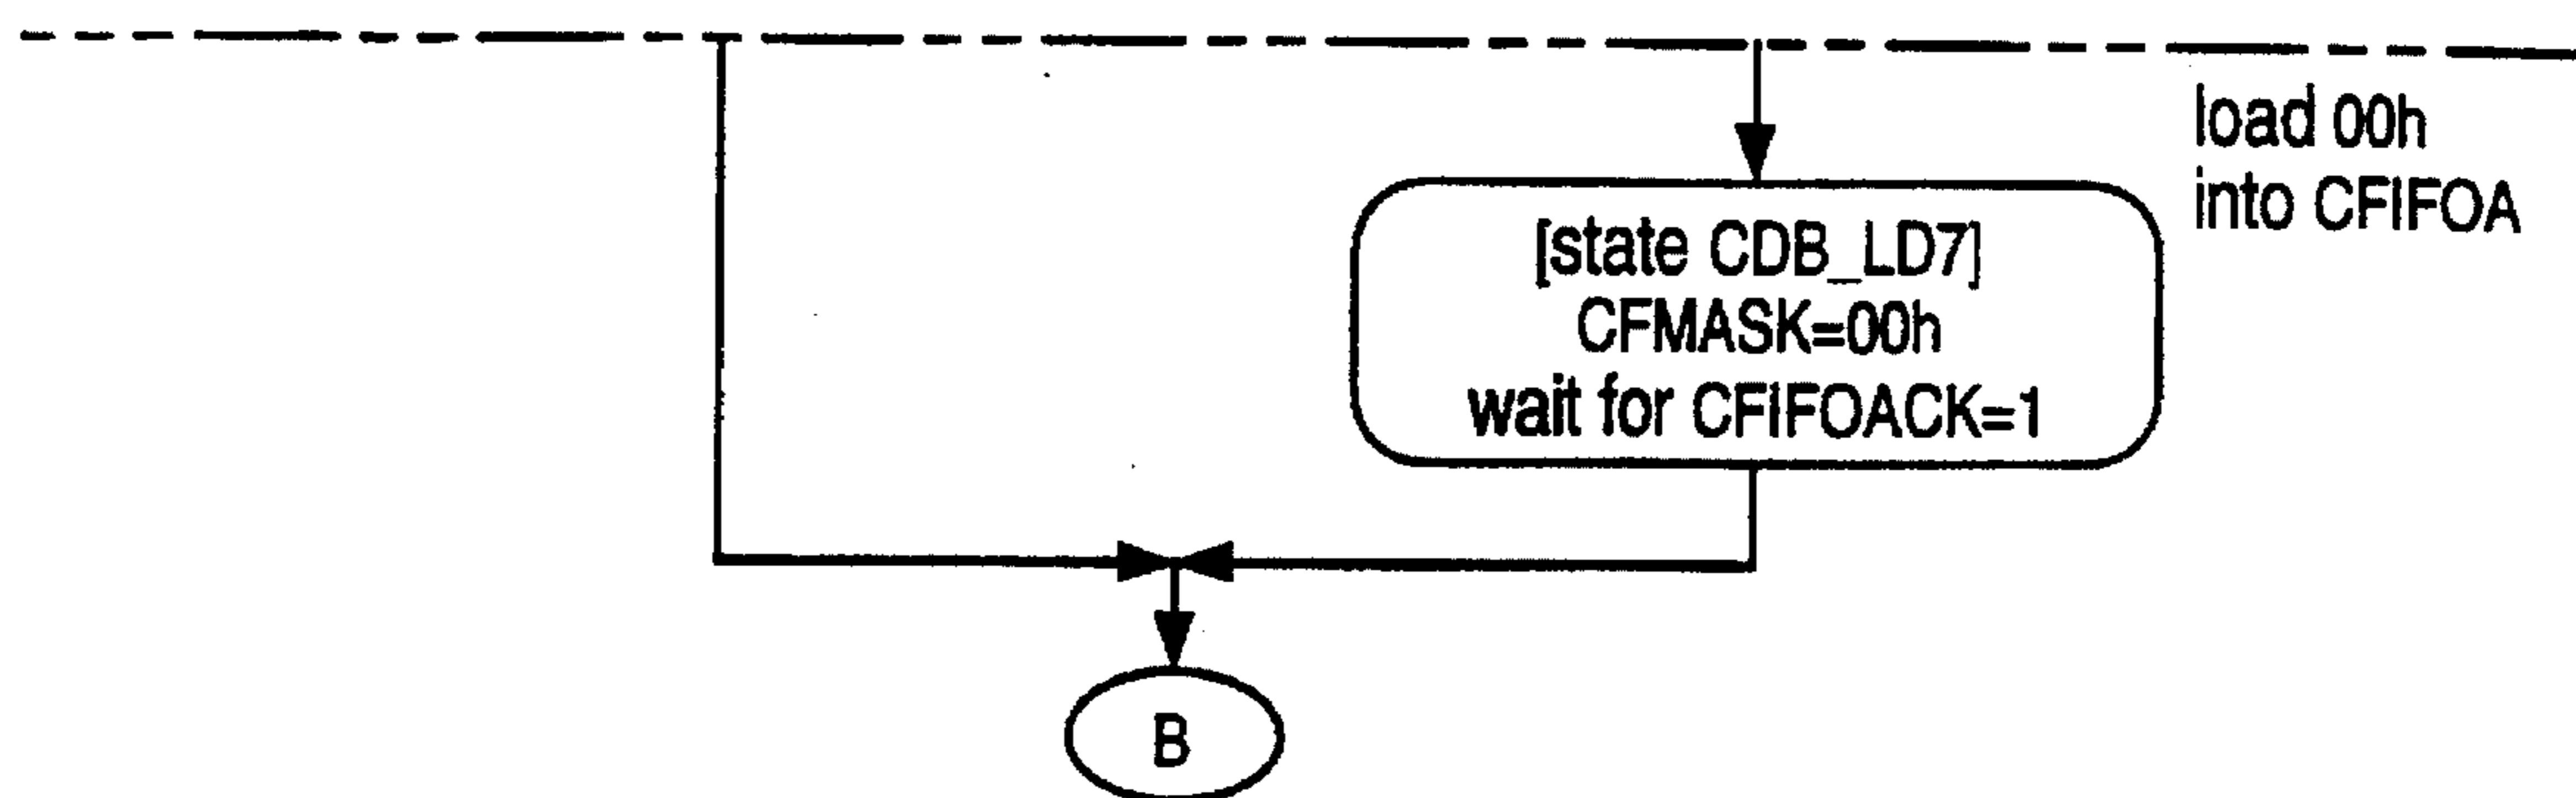 load 00h
into CFIFOA
[state CDB_LD7]
CFMASK=00h
wait for CFIFOACK=1
B